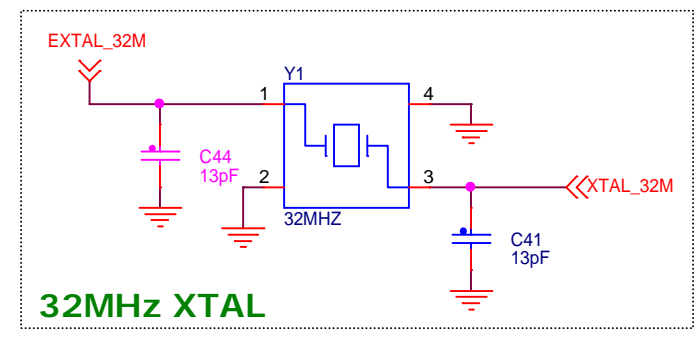 EXTAL_32M
Y1
1
4
C44
13pF
2
3
XTAL_32M
32MHZ
C41
13pF
32MHz XTAL